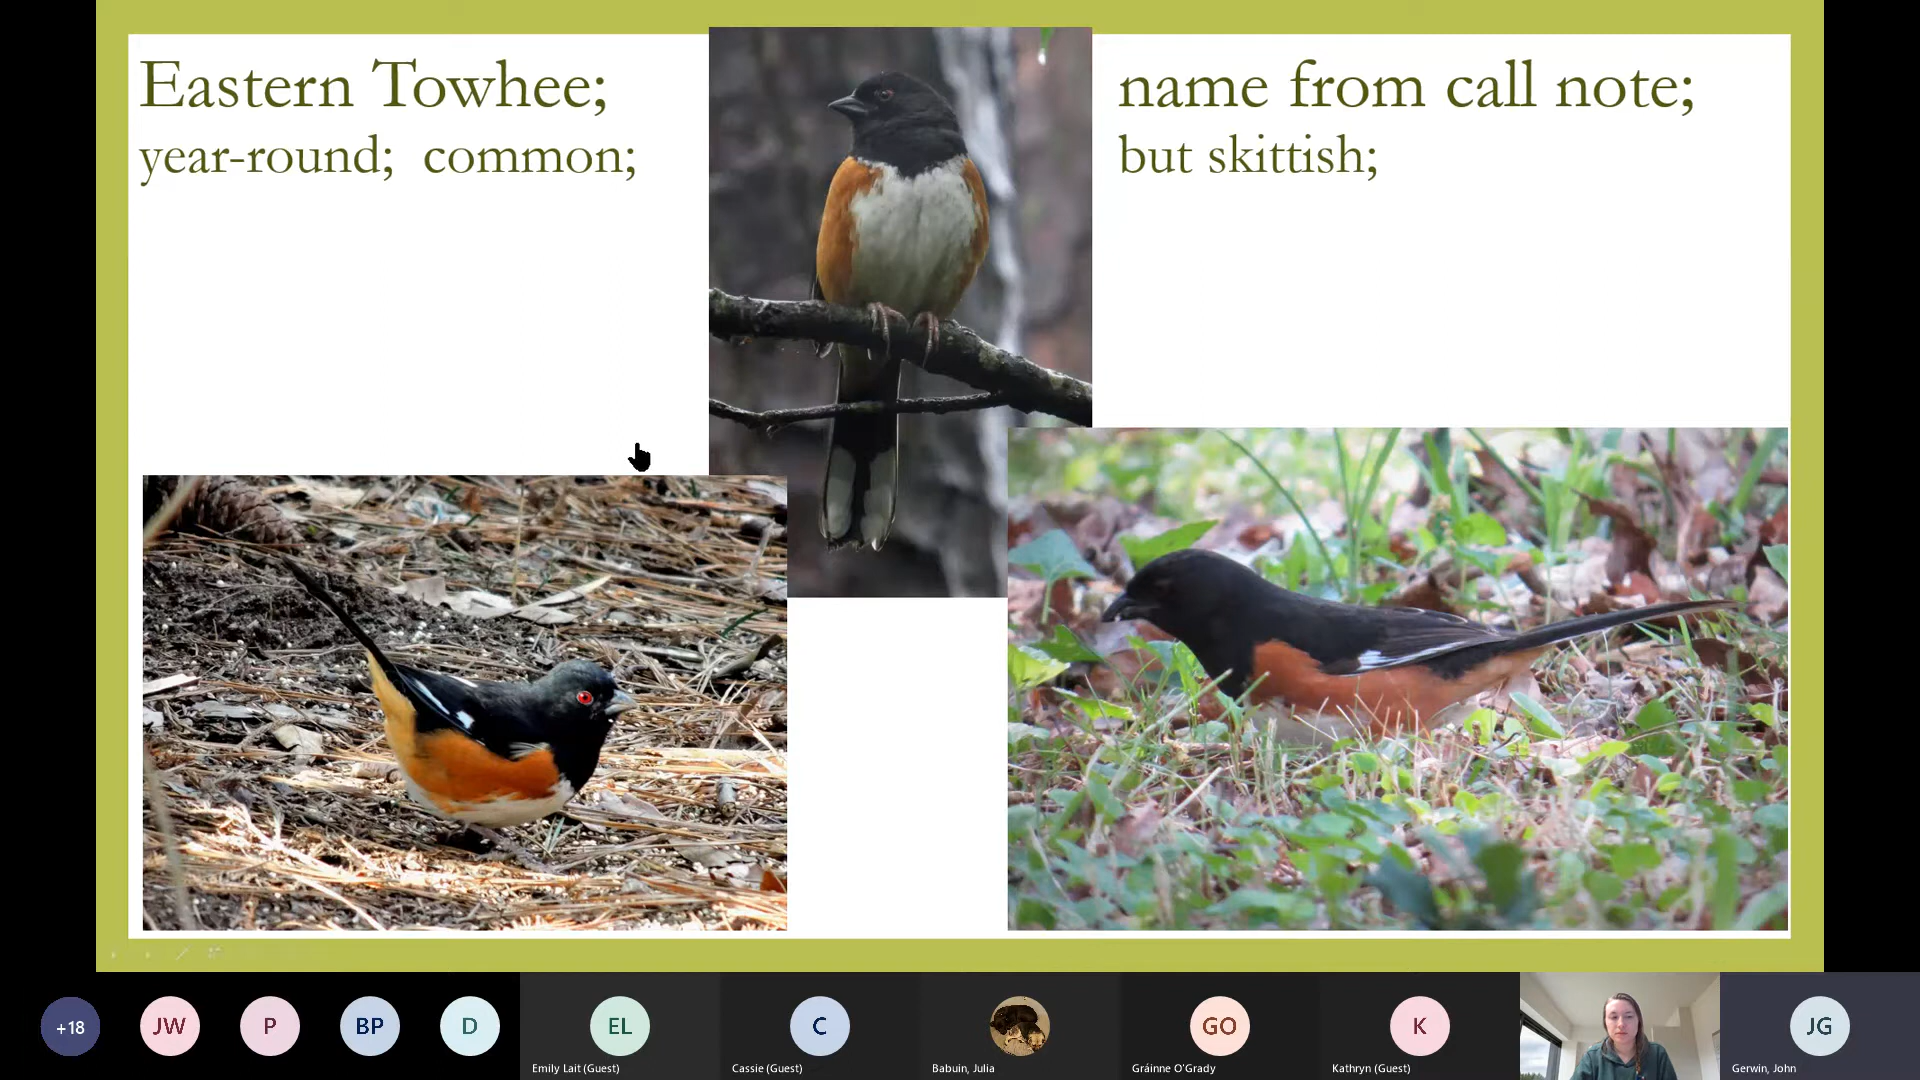 Eastern Towhee;
year-round; common;
name from call note;
but skittish;
+18
JW
P
BP
D
EL
Emily Lait (Guest)
C
Cassie (Guest)
Babuin, Julia
GO
Gráinne O'Grady
K
Kathryn (Guest)
JG
Gerwin, John